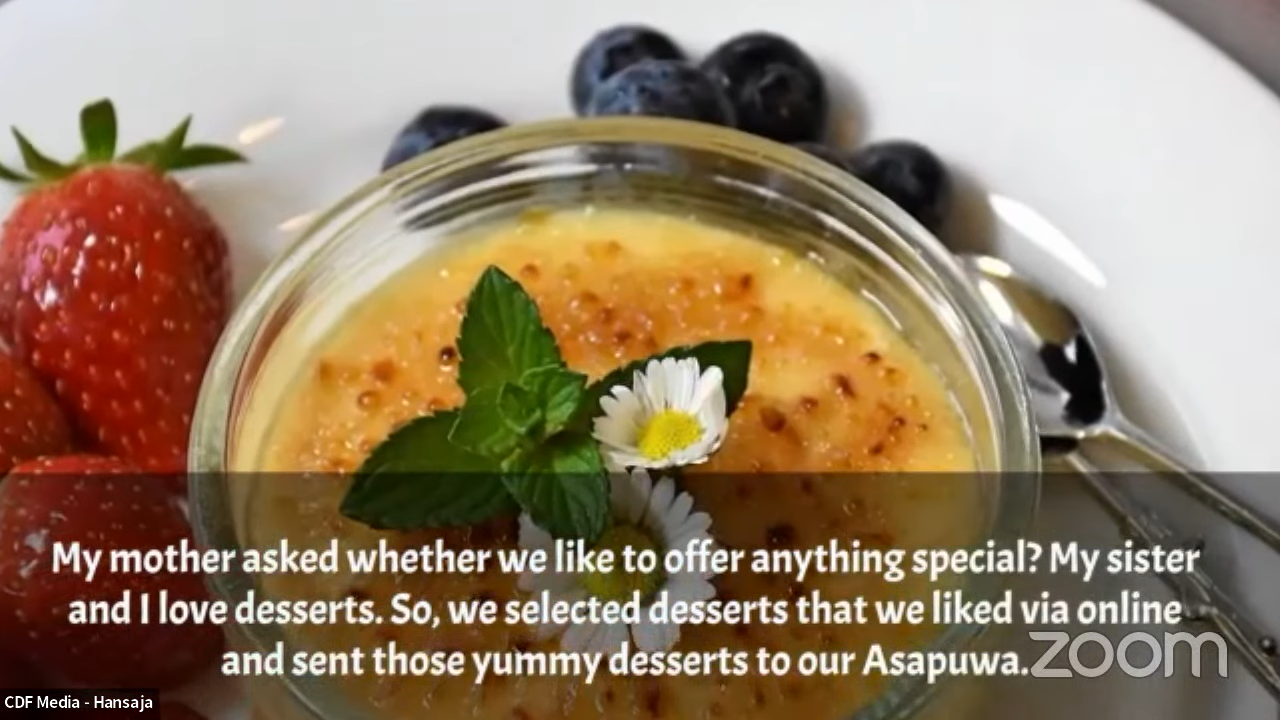 My mother asked whether we like to offer anything special? My sister
and I love desserts. So, we selected desserts that we liked via online
and sent those yummy desserts to our Asapuwa.
zoom
CDF Media - Hansaja